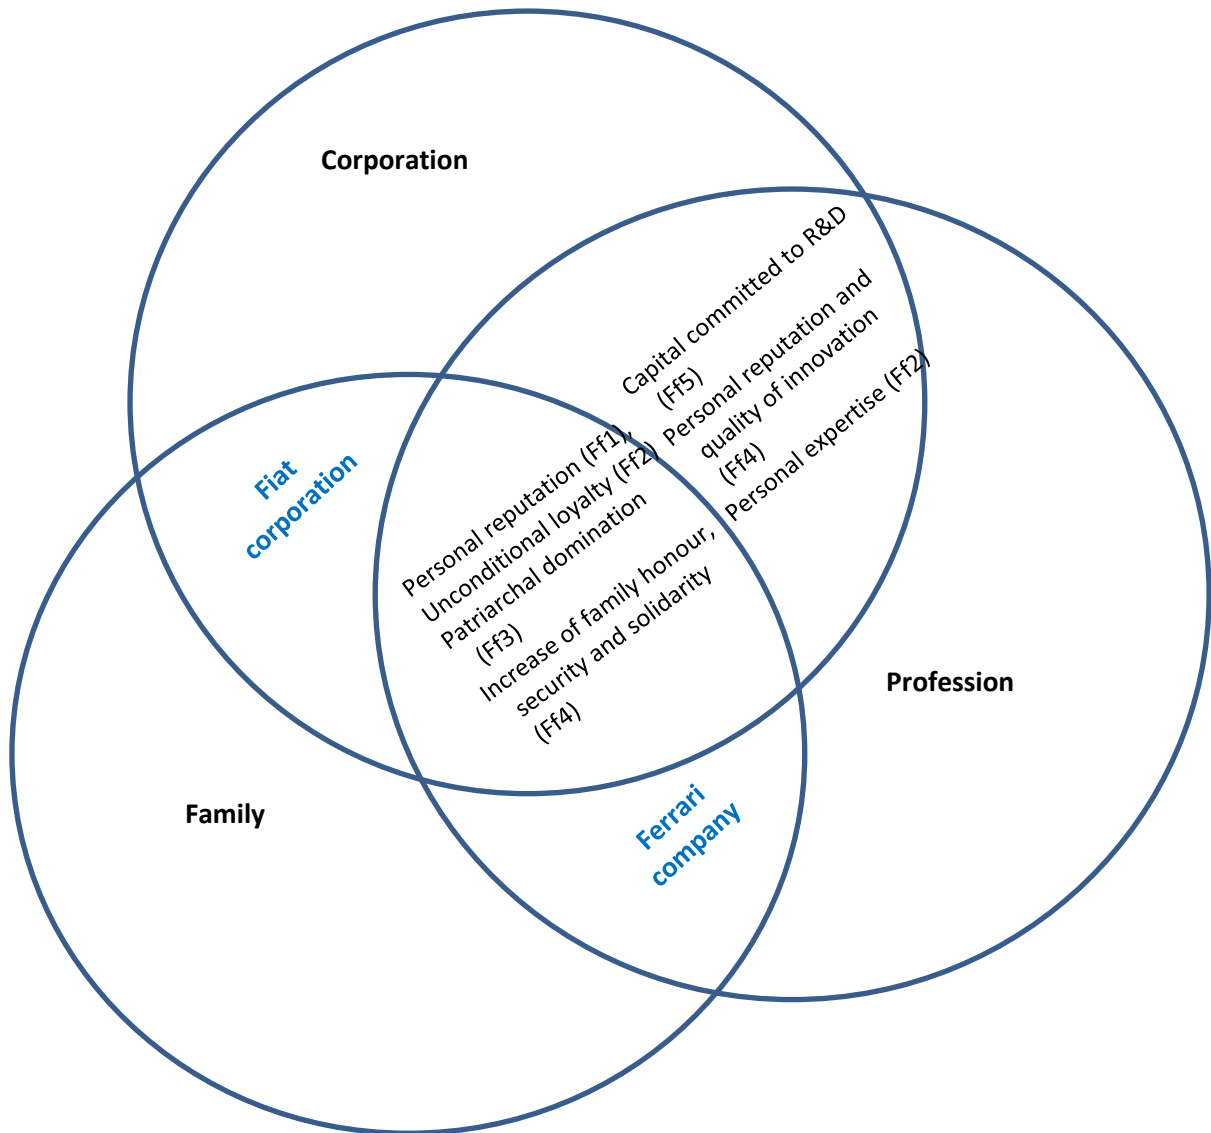 Corporation
Capital committed to R&D
(Ff5)
Personal reputation and
quality of innovation
(Ff4)
Personal expertise (Ff2)
Fiat
corporation
Personal reputation (Ff1),
Unconditional loyalty (Ff2)
Patriarchal domination
(Ff3)
Increase of family honour,
security and solidarity
(Ff4)
Profession
Family
Ferrari
company